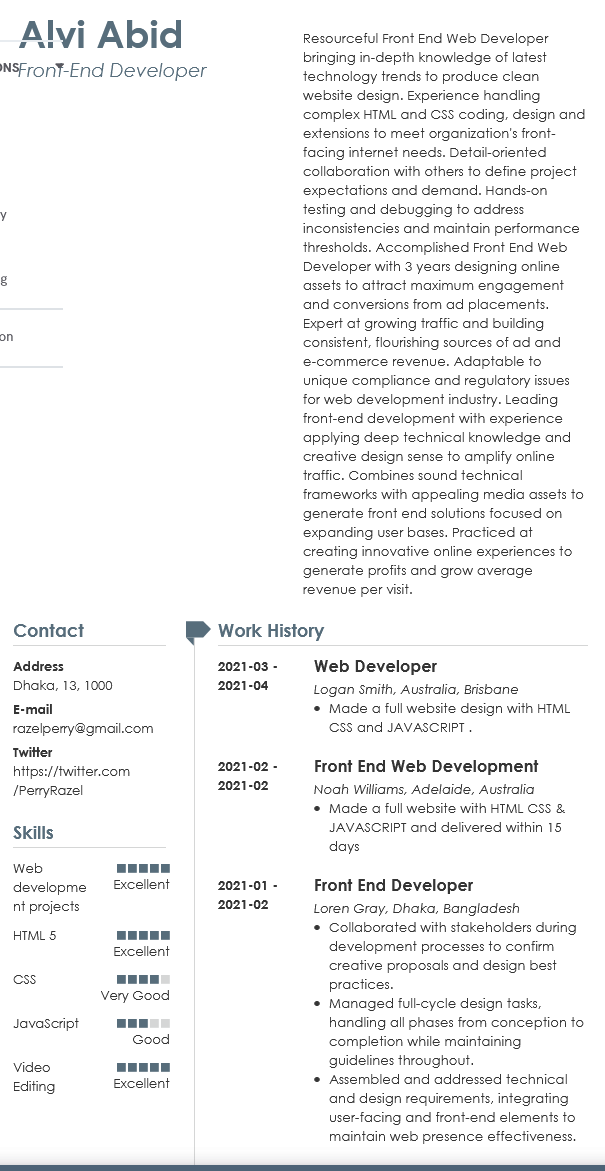 Alvi Abid
ONS
Front-End Developer
y
g
on
Resourceful Front End Web Developer
bringing in-depth knowledge of latest
technology trends to produce clean
website design. Experience handling
complex HTML and CSS coding, design and
extensions to meet organization's front-
facing internet needs. Detail-oriented
collaboration with others to define project
expectations and demand. Hands-on
testing and debugging to address
inconsistencies and maintain performance
thresholds. Accomplished Front End Web
Developer with 3 years designing online
assets to attract maximum engagement
and conversions from ad placements.
Expert at growing traffic and building
consistent, flourishing sources of ad and
e-commerce revenue. Adaptable to
unique compliance and regulatory issues
for web development industry. Leading
front-end development with experience
applying deep technical knowledge and
creative design sense to amplify online
traffic. Combines sound technical
frameworks with appealing media assets to
generate front end solutions focused on
expanding user bases. Practiced at
creating innovative online experiences to
generate profits and grow average
revenue per visit.
Contact
Address
Dhaka, 13, 1000
E-mail
razelperry@gmail.com
Twitter
https://twitter.com
/PerryRazel
Skills
Web
developme
nt projects
Excellent
HTML 5
Excellent
CSS
Very Good
JavaScript
Good
Video
Editing
Excellent
Work History
2021-03 -
2021-04
Web Developer
Logan Smith, Australia, Brisbane
• Made a full website design with HTML
CSS and JAVASCRIPT .
2021-02 -
2021-02
Front End Web Development
Noah Williams, Adelaide, Australia
• Made a full website with HTML CSS &
JAVASCRIPT and delivered within 15
days
2021-01 -
2021-02
Front End Developer
Loren Gray, Dhaka, Bangladesh
• Collaborated with stakeholders during
development processes to confirm
creative proposals and design best
practices.
• Managed full-cycle design tasks,
handling all phases from conception to
completion while maintaining
guidelines throughout.
• Assembled and addressed technical
and design requirements, integrating
user-facing and front-end elements to
maintain web presence effectiveness.